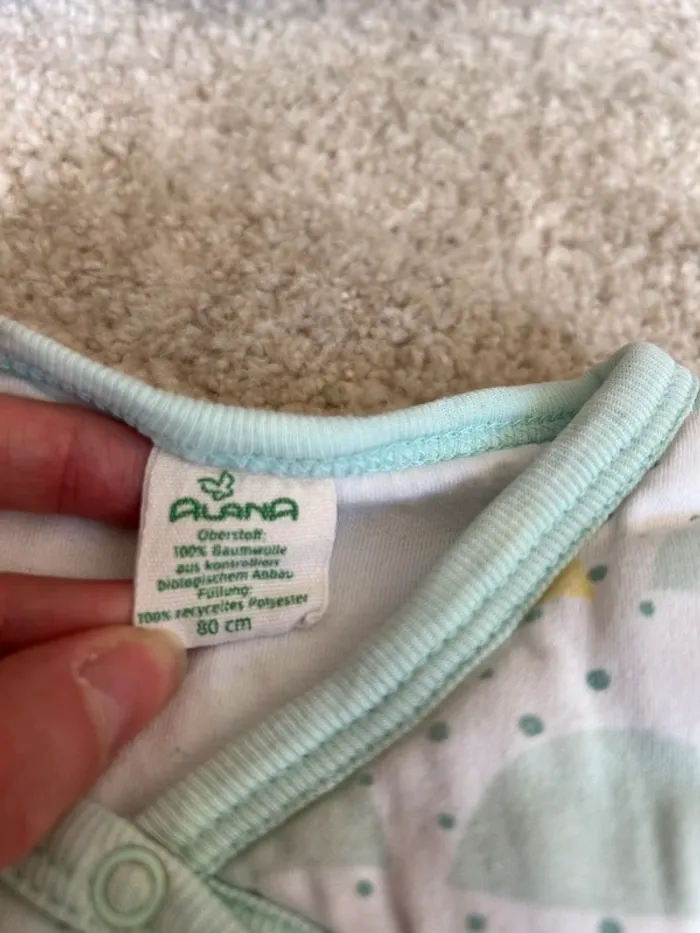 ALANA
Oberstoff:
100% Baumwolle
aus kontrolliert
biologischem Anbau
Füllung:
100% recyceltes Polyester
80 cm